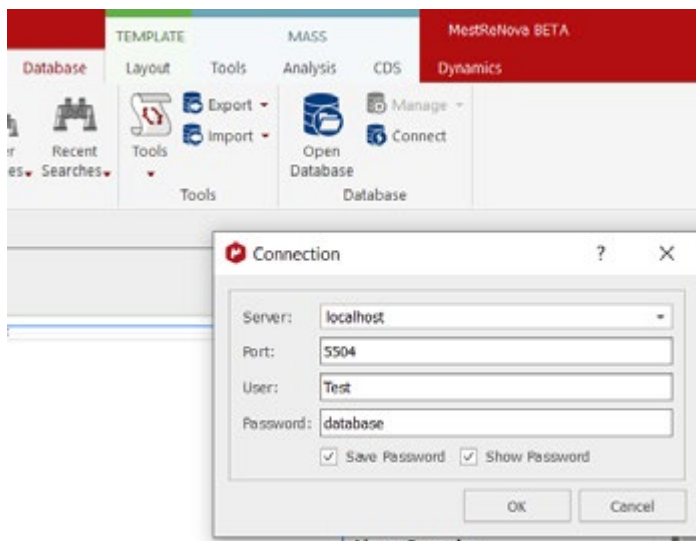 TEMPLATE MASS MestReNova BETA
Database Layout Tools Analysis CDS Dynamics
Recent Searches
Tools
Export
Import
Tools
Open Database
Manage
Connect
Database
Connection ? 
Server: localhost
Port: 5504
User: Test
Password: database
Save Password Show Password
OK Cancel